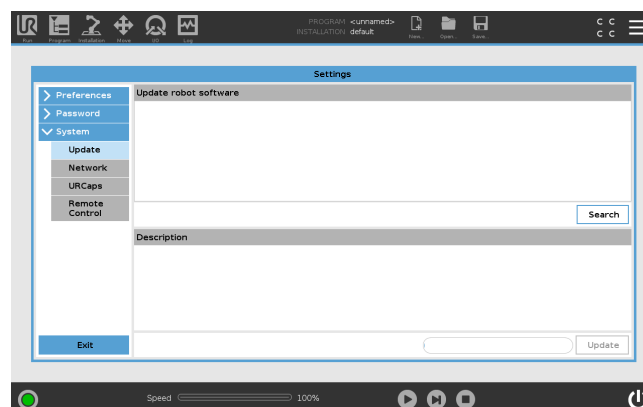 PROGRAM <unnamed>
INSTALLATION default
Run
Program
Installation
Move
I/O
Log
New...
Open...
Save...
C C
C C
Settings
Preferences
Password
System
Update
Network
URCaps
Remote
Control
Exit
Update robot software
Search
Description
Update
Speed
100%